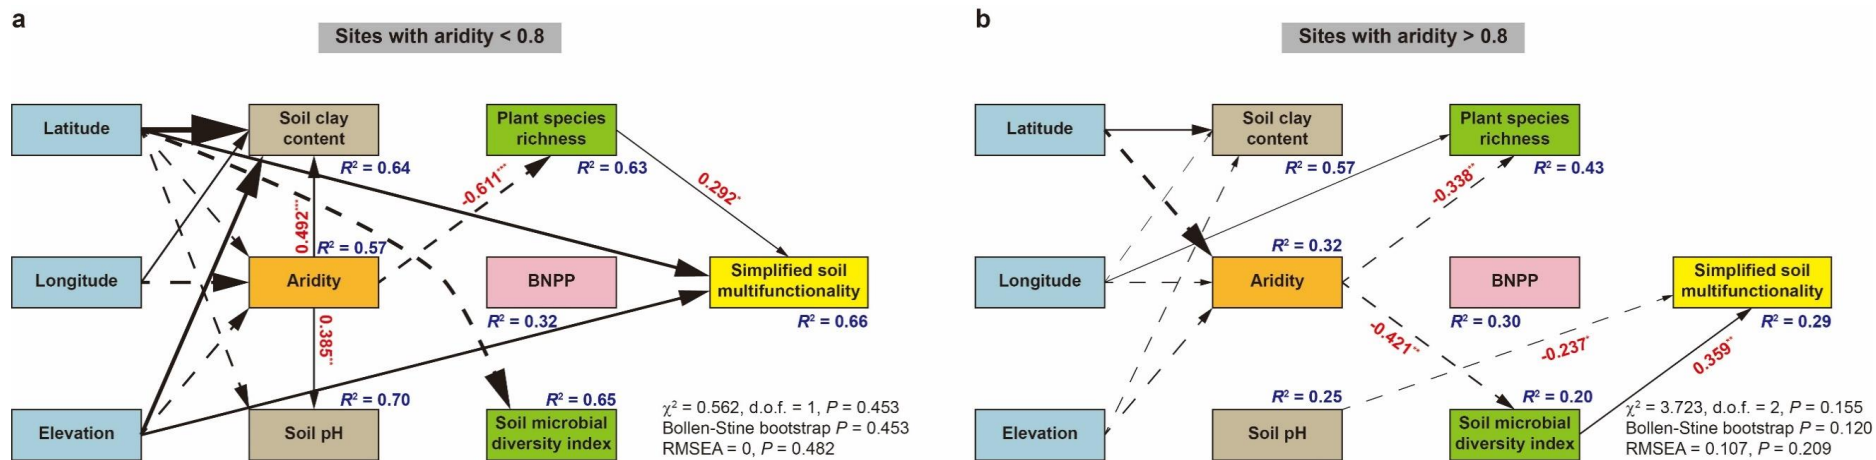 a
Sites with aridity < 0.8
Latitude
Soil clay
content
R² = 0.64
Plant species
richness
R² = 0.63
-0.611***
0.292*
0.492***
R² = 0.57
Longitude
Aridity
BNPP
R² = 0.32
Simplified soil
multifunctionality
R² = 0.66
0.385***
R² = 0.70
R² = 0.65
Elevation
Soil pH
Soil microbial
diversity index
χ² = 0.562, d.o.f. = 1, P = 0.453
Bollen-Stine bootstrap P = 0.453
RMSEA = 0, P = 0.482
b
Sites with aridity > 0.8
Latitude
Soil clay
content
R² = 0.57
Plant species
richness
R² = 0.43
-0.338**
R² = 0.32
Longitude
Aridity
BNPP
R² = 0.30
Simplified soil
multifunctionality
R² = 0.29
-0.421**
-0.237*
0.359**
R² = 0.25
R² = 0.20
Elevation
Soil pH
Soil microbial
diversity index
χ² = 3.723, d.o.f. = 2, P = 0.155
Bollen-Stine bootstrap P = 0.120
RMSEA = 0.107, P = 0.209